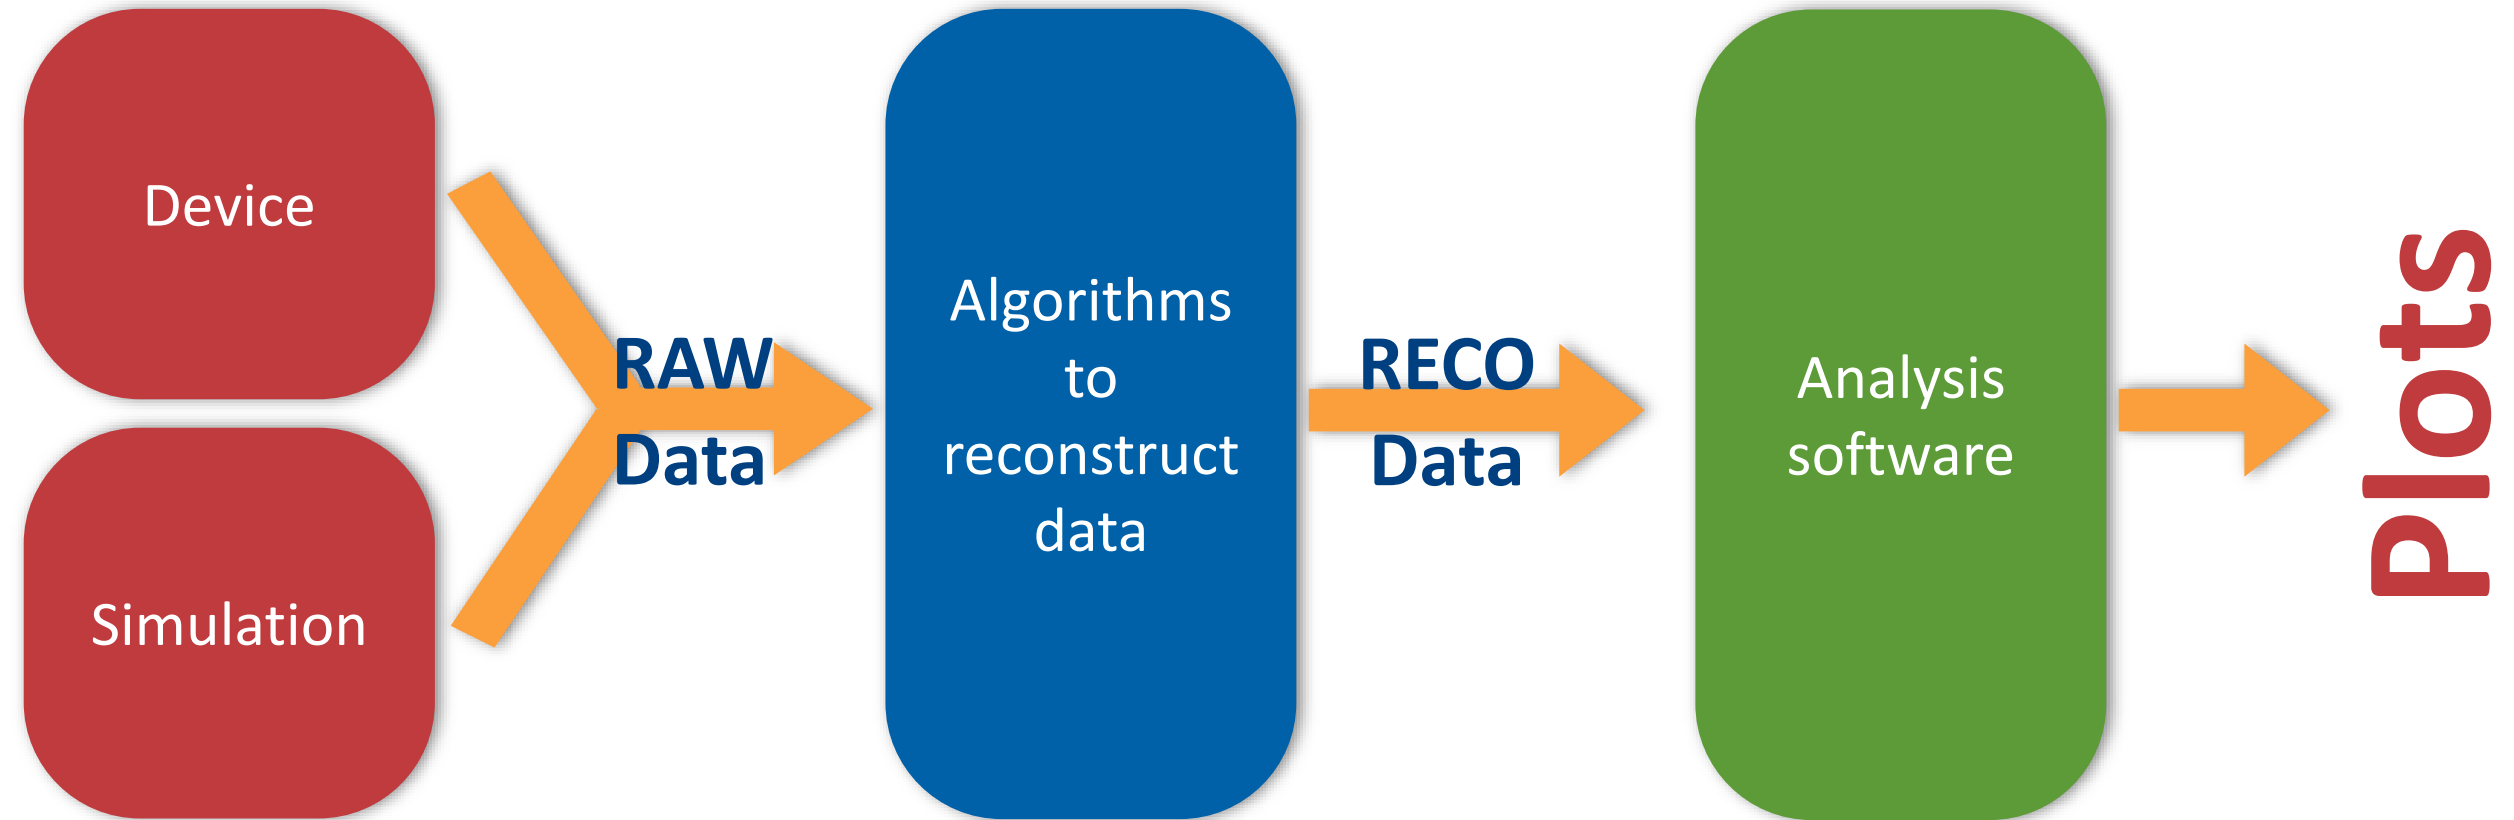 Device
Simulation
RAW
Data
Algorithms
to
reconstruct
data
RECO
Data
Analysis
software
Plots